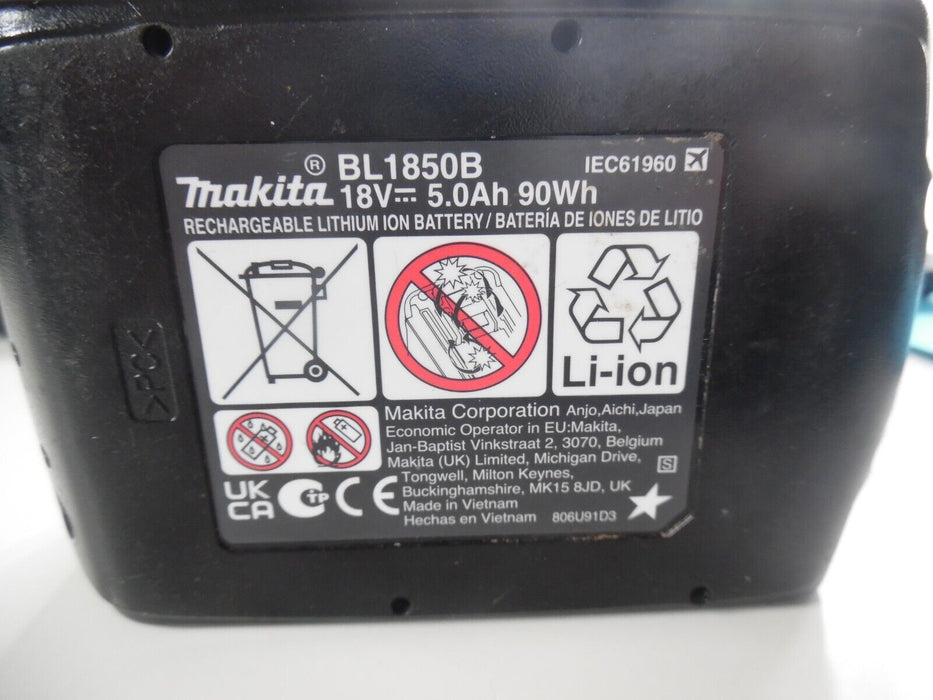 makita® BL1850B IEC61960
18V⎓ 5.0Ah 90Wh
RECHARGEABLE LITHIUM ION BATTERY / BATERÍA DE IONES DE LITIO
Li-ion
>PC<
Makita Corporation Anjo,Aichi,Japan
Economic Operator in EU:Makita,
Jan-Baptist Vinkstraat 2, 3070, Belgium
Makita (UK) Limited, Michigan Drive,
Tongwell, Milton Keynes,
Buckinghamshire, MK15 8JD, UK
Made in Vietnam
Hechas en Vietnam 806U91D3
S
UK
CA
CTP
CE